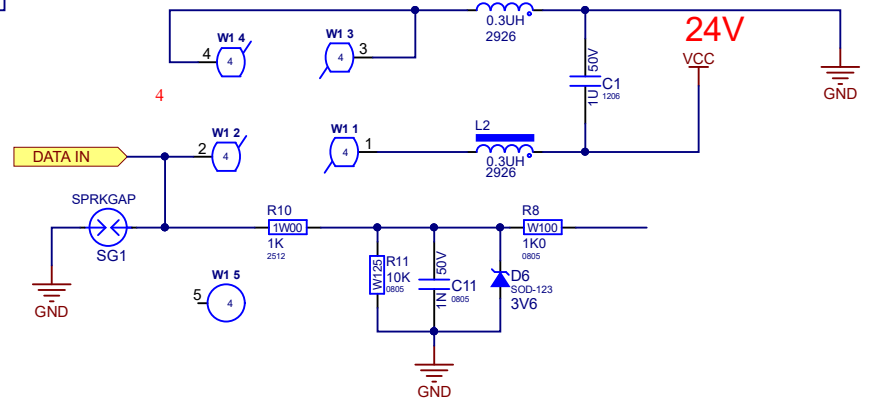 0.3UH
2926
24V
W1 4
W1 3
4
4
3
4
VCC
50V
C1
1U
1206
GND
4
W1 2
W1 1
L2
DATA IN
2
4
4
1
0.3UH
2926
SPRKGAP
SG1
GND
R10
1W00
1K
2512
R8
W100
1K0
0805
R11
W125
10K
0805
50V
C11
1N
0805
D6
SOD-123
3V6
W1 5
5
4
GND